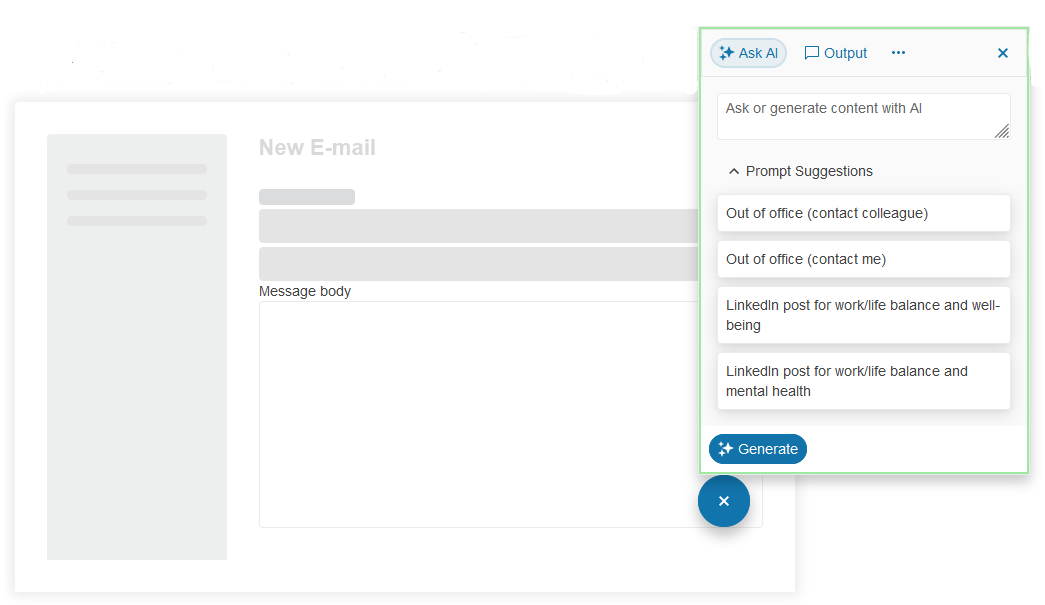 Ask AI
Output
Ask or generate content with AI
Prompt Suggestions
Out of office (contact colleague)
Out of office (contact me)
LinkedIn post for work/life balance and well-
being
LinkedIn post for work/life balance and
mental health
Generate
New E-mail
Message body